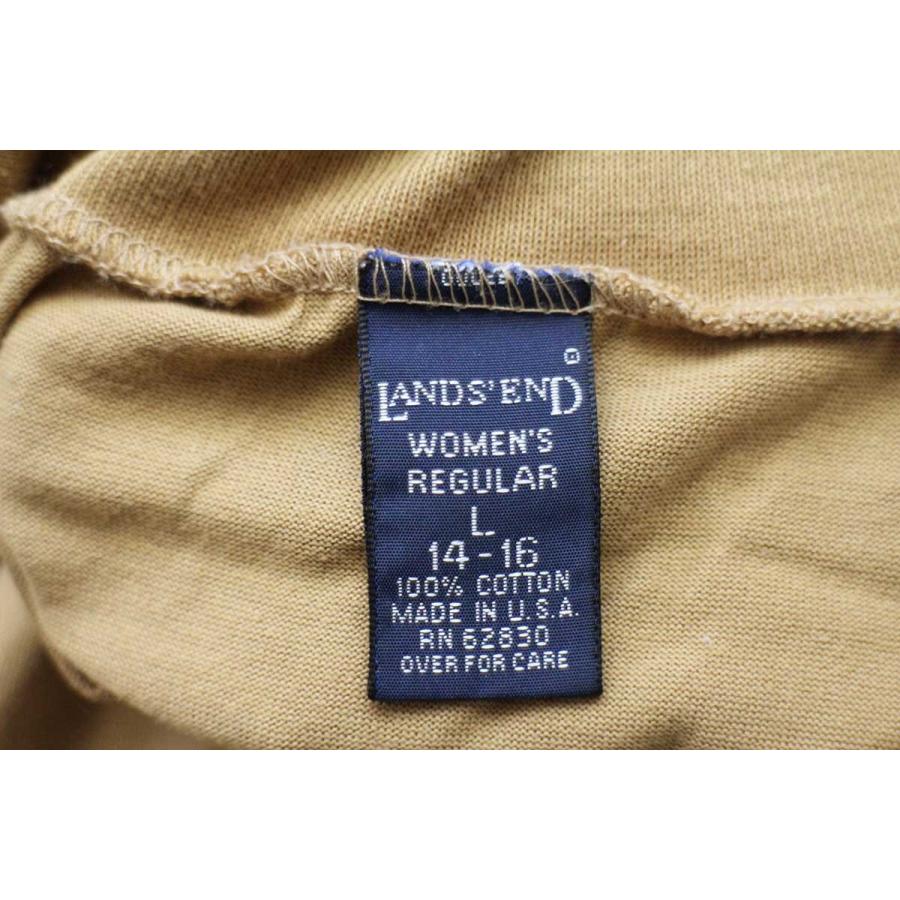 LANDS' END
WOMEN'S
REGULAR
L
14-16
100% COTTON
MADE IN U.S.A.
RN 62830
OVER FOR CARE